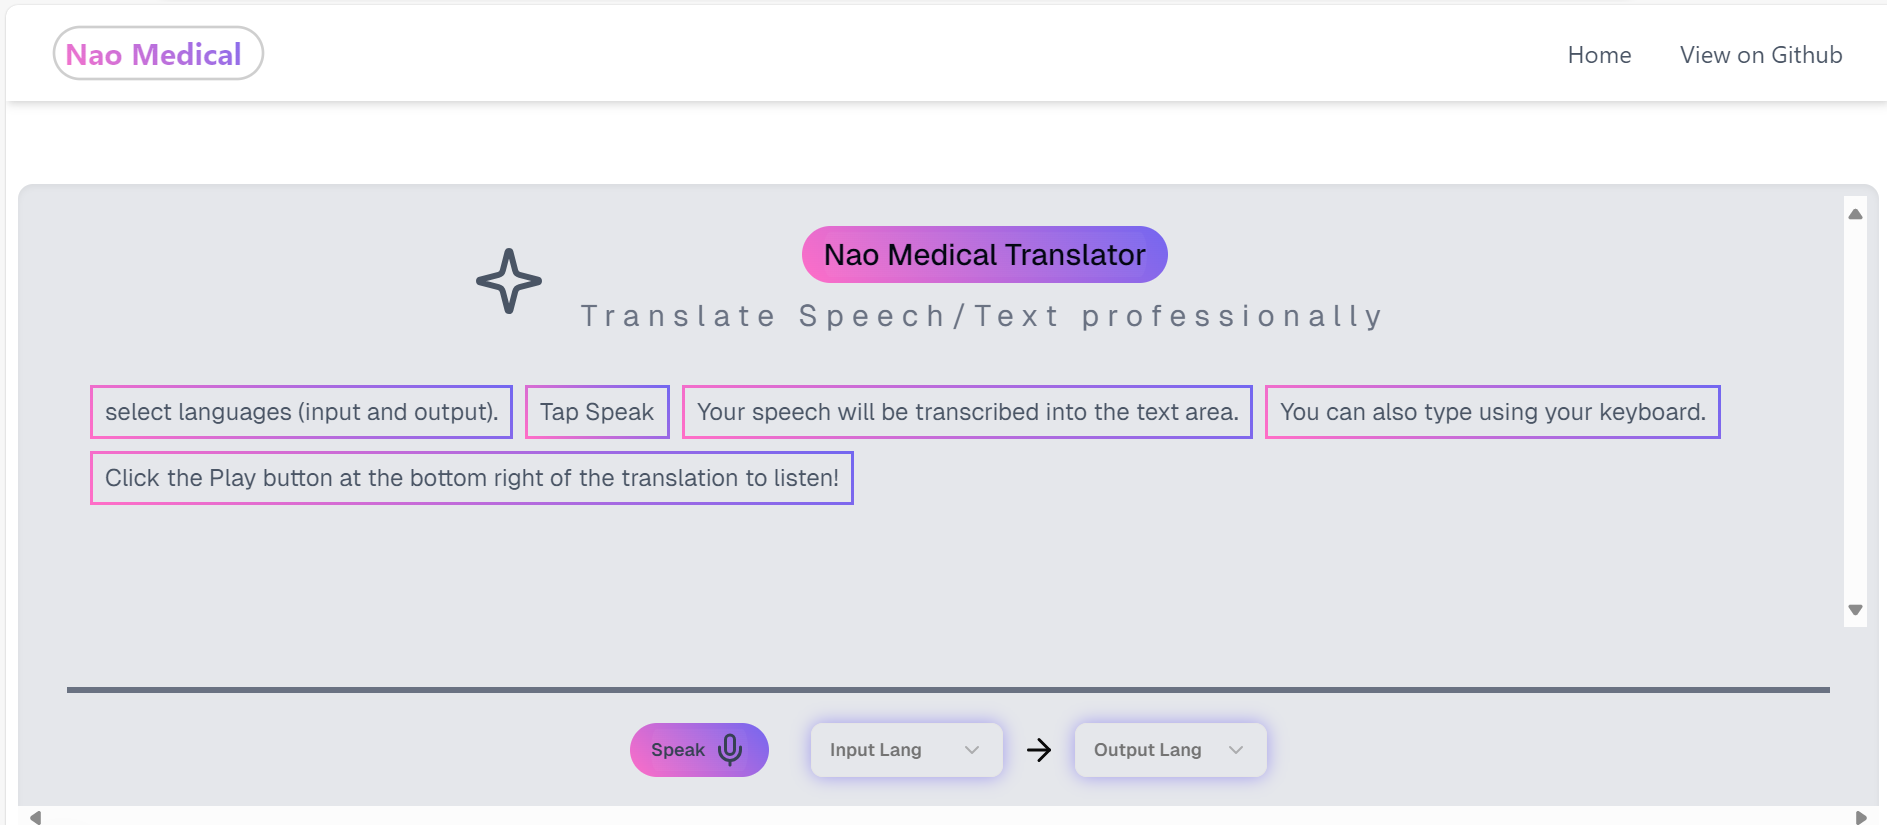 Nao Medical
Home
View on Github
Nao Medical Translator
Translate Speech/Text professionally
select languages (input and output).
Tap Speak
Your speech will be transcribed into the text area.
You can also type using your keyboard.
Click the Play button at the bottom right of the translation to listen!
Speak
Input Lang
Output Lang